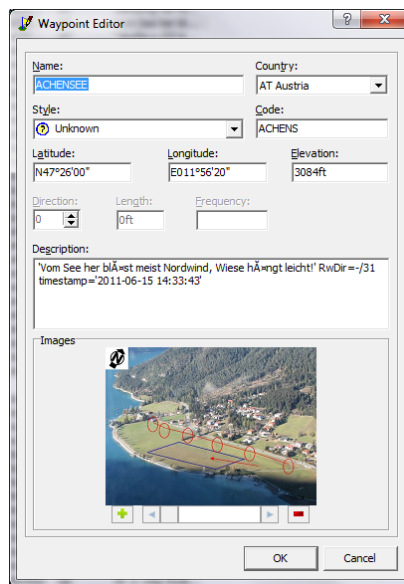 Waypoint Editor
Name: Country:
ACHENSEE AT Austria
Style: Code:
Unknown ACHENS
Latitude: Longitude: Elevation:
N47°26'00" E011°56'20" 3084ft
Direction: Length: Frequency:
0 0ft
Description:
'Vom See her blÃ¤st meist Nordwind, Wiese hÃ¤ngt leicht!' RwDir=-/31
timestamp='2011-06-15 14:33:43'
Images
N
OK Cancel